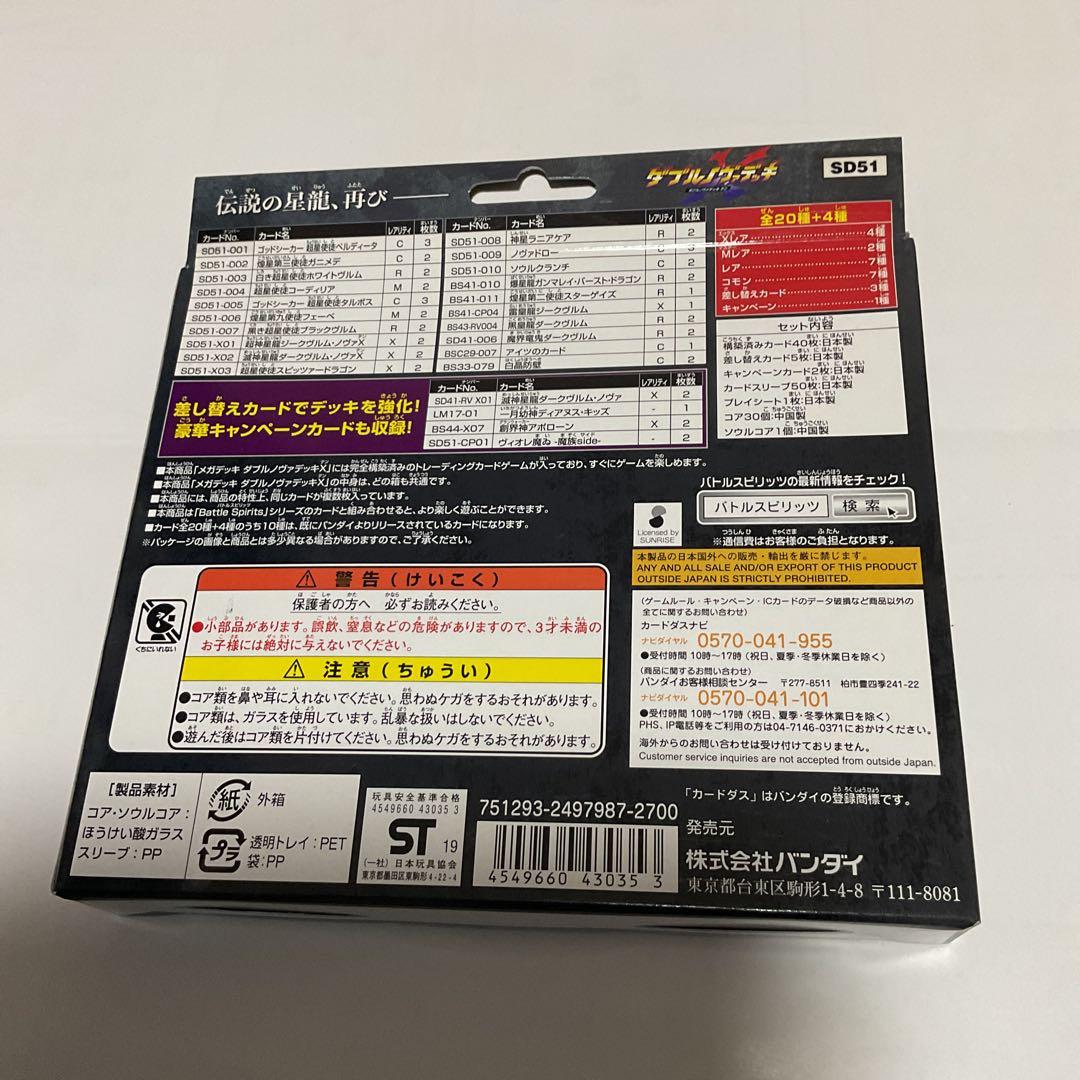 伝説の星龍、再び
ダブルノヴァデッキ
SD51
カードNo. カード名 レアリティ 枚数
SD51-001 ゴッドシーカー 超星使徒ベルディータ C 3
SD51-002 煌星第三使徒ガニメデ C 2
SD51-003 白き超星使徒ホワイトヴルム R 2
SD51-004 超星使徒コーディリア M 2
SD51-005 ゴッドシーカー 超星使徒タルボス C 3
SD51-006 煌星第九使徒フェーベ M 2
SD51-007 黒き超星使徒ブラックヴルム R 2
SD51-X01 超神星龍ジークヴルム・ノヴァX X 2
SD51-X02 滅神星龍ダークヴルム・ノヴァX X 2
SD51-X03 超星使徒スピッツァードラゴン X 2
カードNo. カード名 レアリティ 枚数
SD51-008 神星ラニアケア R 2
SD51-009 ノヴァドロー C 3
SD51-010 ソウルクランチ C 2
BS41-010 爆星龍ガンマレイ・バースト・ドラゴン R 2
BS41-011 煌星第二使徒スターゲイズ R 1
BS41-CP04 雷皇龍ジークヴルム X 1
BS43-RV004 黒皇龍ダークヴルム R 2
SD41-006 魔界竜鬼ダークヴルム R 2
BSC29-007 アイツのカード C 1
BS33-079 白晶防壁 C 2
全20種+4種
Xレア 4種
Mレア 2種
レア 7種
コモン 7種
差し替えカード 3種
キャンペーン 1種
セット内容
構築済みカード40枚:日本製
差し替えカード5枚:日本製
キャンペーンカード2枚:日本製
カードスリーブ50枚:日本製
プレイシート1枚:日本製
コア30個:中国製
ソウルコア1個:中国製
差し替えカードでデッキを強化!
豪華キャンペーンカードも収録!
カードNo. カード名 レアリティ 枚数
SD41-RV X01 滅神星龍ダークヴルム・ノヴァ X 2
LM17-01 一月幼神ディアヌス・キッズ - 1
BS44-X07 創界神アポローン X 2
SD51-CP01 ヴィオレ魔ゐ -魔族side- - 2
■本商品「メガデッキ ダブルノヴァデッキX」には完全構築済みのトレーディングカードゲームが入っており、すぐにゲームを楽しめます。
■本商品「メガデッキ ダブルノヴァデッキX」の中身は、どの箱も共通です。
■本商品には、商品の特性上、同じカードが複数枚入っています。
■本商品は「Battle Spirits」シリーズのカードと組み合わせると、より楽しく遊ぶことができます。
■カード全20種+4種のうち10種は、既にバンダイよりリリースされているカードになります。
※パッケージの画像と商品とは多少異なる場合がありますので、ご了承ください。
バトルスピリッツの最新情報をチェック!
バトルスピリッツ 検索
※通信費はお客様のご負担となります。
Licensed by
SUNRISE
本製品の日本国外への販売・輸出を厳に禁じます。
ANY AND ALL SALE AND/OR EXPORT OF THIS PRODUCT
OUTSIDE JAPAN IS STRICTLY PROHIBITED.
警告(けいこく)
保護者の方へ 必ずお読みください。
●小部品があります。誤飲、窒息などの危険がありますので、3才未満の
お子様には絶対に与えないでください。
注意(ちゅうい)
●コア類を鼻や耳に入れないでください。思わぬケガをするおそれがあります。
●コア類は、ガラスを使用しています。乱暴な扱いはしないでください。
●遊んだ後はコア類を片付けてください。思わぬケガをするおそれがあります。
くちにいれない
(ゲームルール・キャンペーン・ICカードのデータ破損など商品以外の
全てに関するお問い合わせ)
カードダスナビ
ナビダイヤル 0570-041-955
●受付時間 10時〜17時(祝日、夏季・冬季休業日を除く)
(商品に関するお問い合わせ)
バンダイお客様相談センター 〒277-8511 柏市豊四季241-22
ナビダイヤル 0570-041-101
●受付時間 10時〜17時(祝日、夏季・冬季休業日を除く)
PHS、IP電話等をご利用の方は04-7146-0371におかけください。
海外からのお問い合わせは受け付けておりません。
Customer service inquiries are not accepted from outside Japan.
「カードダス」はバンダイの登録商標です。
[製品素材]
コア・ソウルコア:
ほうけい酸ガラス
スリーブ:PP
紙 外箱
プラ 透明トレイ:PET
袋:PP
玩具安全基準合格
4549660 43035 3
ST 19
(一社)日本玩具協会
東京都墨田区東駒形4-22-4
751293-2497987-2700
4549660 43035 3
発売元
株式会社バンダイ
東京都台東区駒形1-4-8 〒111-8081